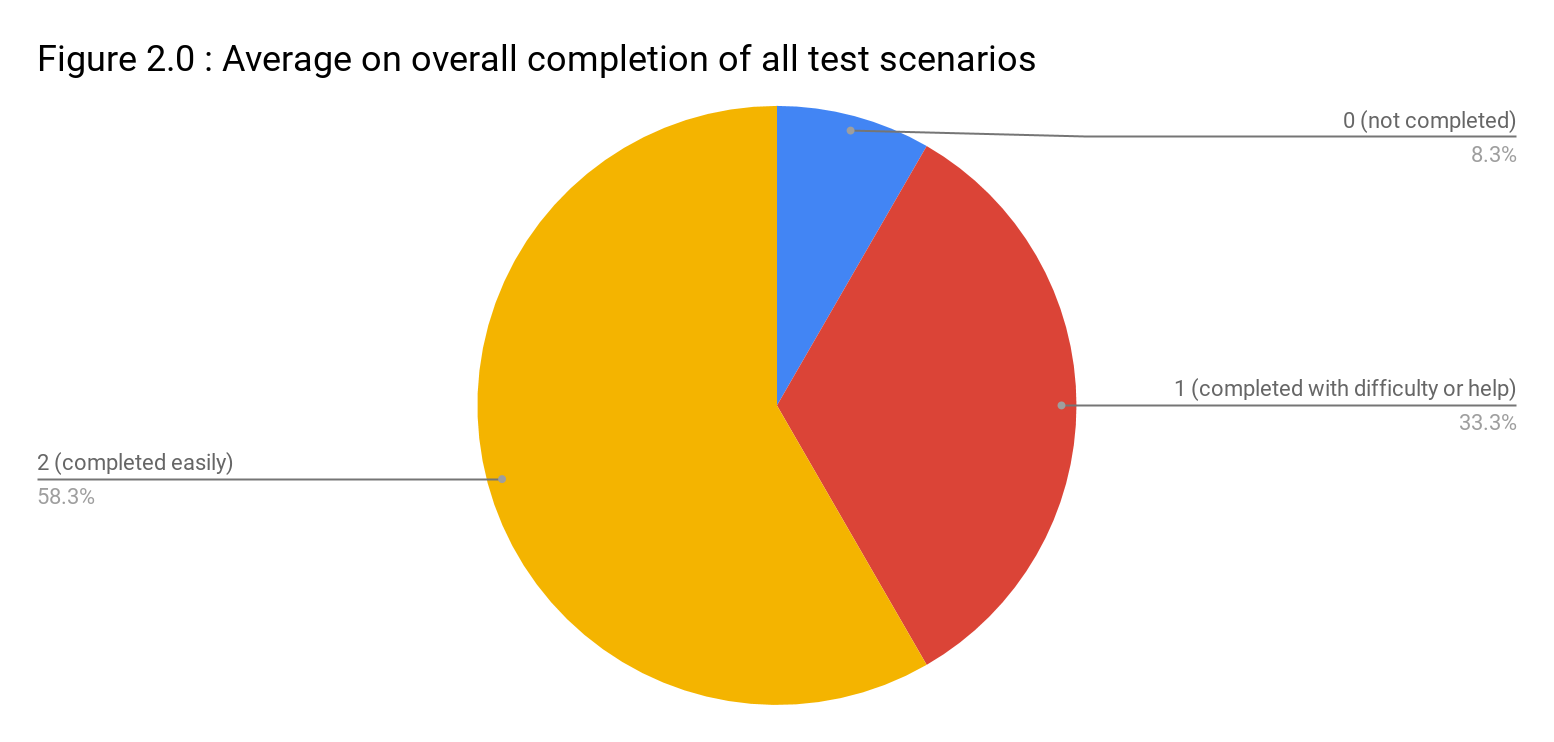 Figure 2.0 : Average on overall completion of all test scenarios
0 (not completed)
8.3%
1 (completed with difficulty or help)
33.3%
2 (completed easily)
58.3%